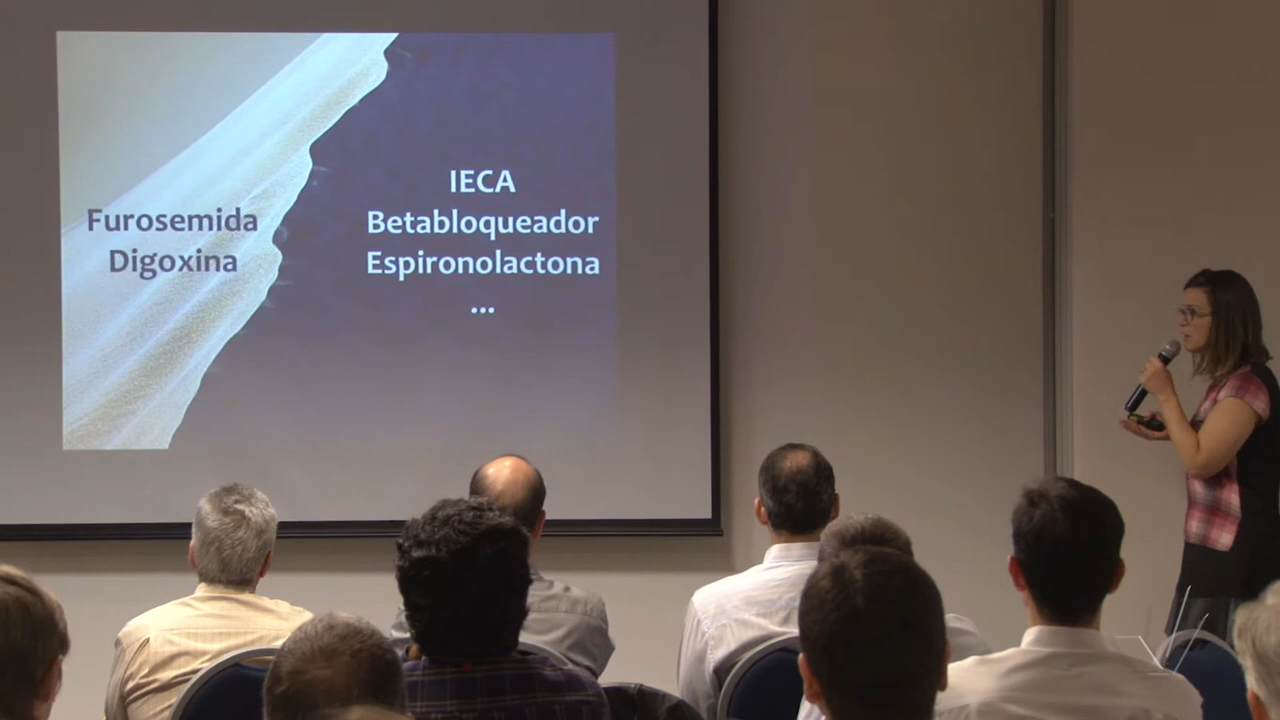 Furosemida
Digoxina
IECA
Betabloqueador
Espironolactona
...